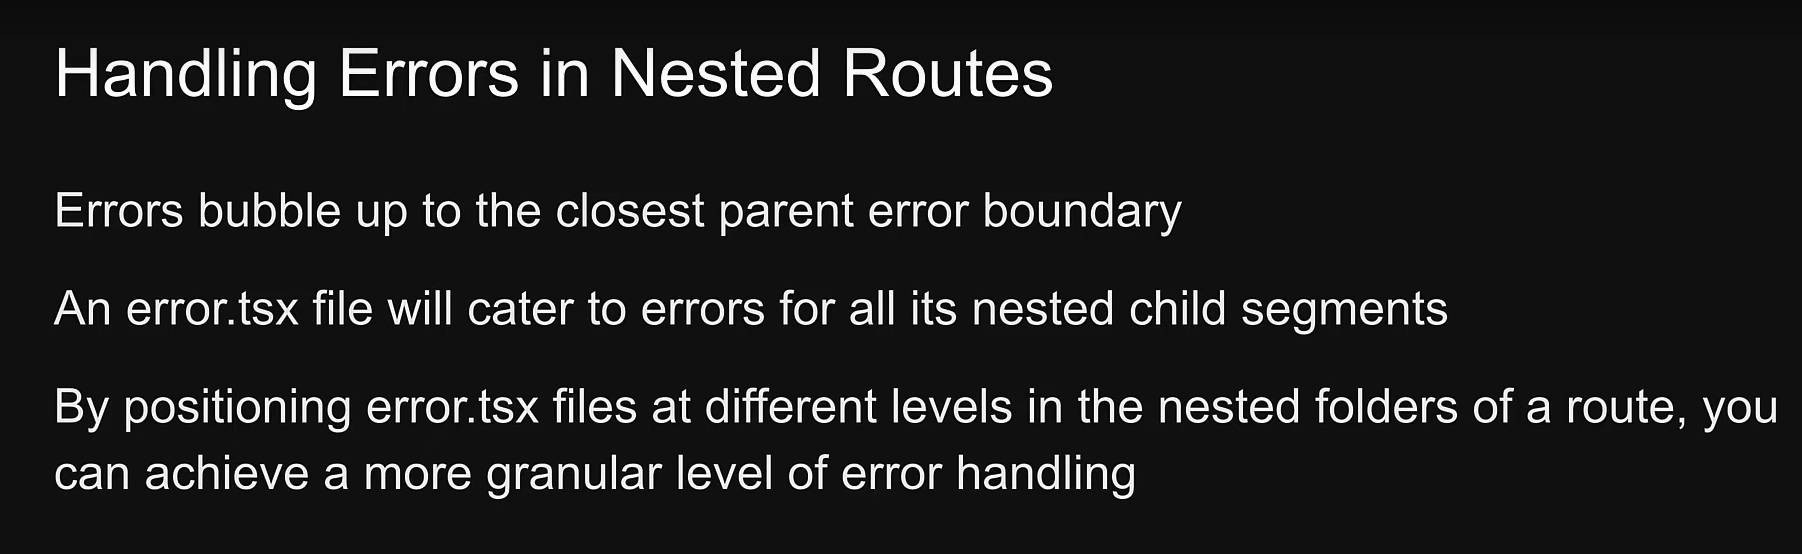 Handling Errors in Nested Routes
Errors bubble up to the closest parent error boundary
An error.tsx file will cater to errors for all its nested child segments
By positioning error.tsx files at different levels in the nested folders of a route, you
can achieve a more granular level of error handling